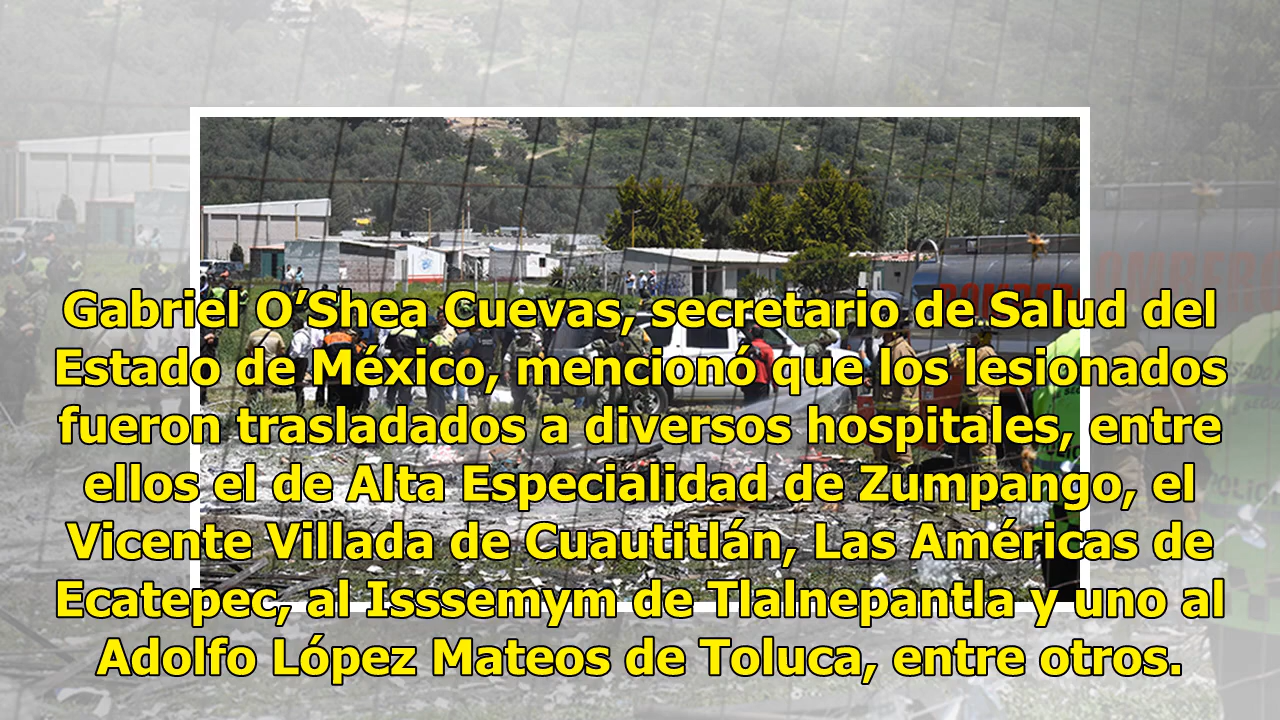 Gabriel O’Shea Cuevas, secretario de Salud del
Estado de México, mencionó que los lesionados
fueron trasladados a diversos hospitales, entre
ellos el de Alta Especialidad de Zumpango, el
Vicente Villada de Cuautitlán, Las Américas de
Ecatepec, al Isssemym de Tlalnepantla y uno al
Adolfo López Mateos de Toluca, entre otros.